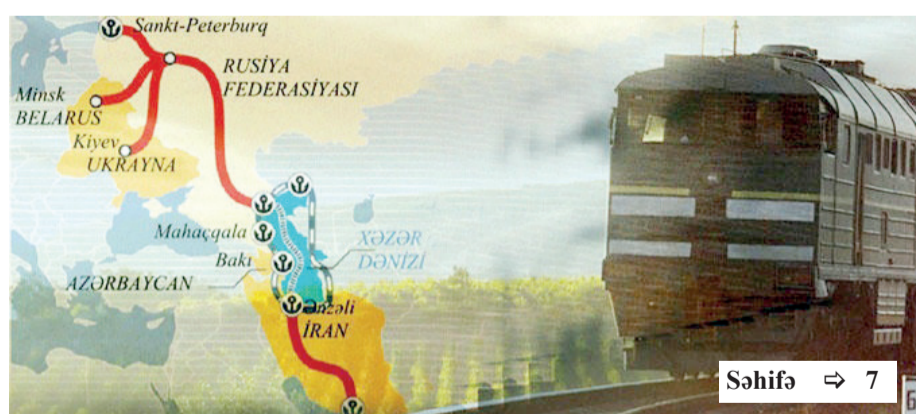 Sankt-Peterburq
RUSİYA
FEDERASİYASI
Minsk
BELARUS
Kiyev
UKRAYNA
Mahaçqala
XƏZƏR
DƏNİZİ
Bakı
AZƏRBAYCAN
Ənzəli
İRAN
Səhifə ⇨ 7